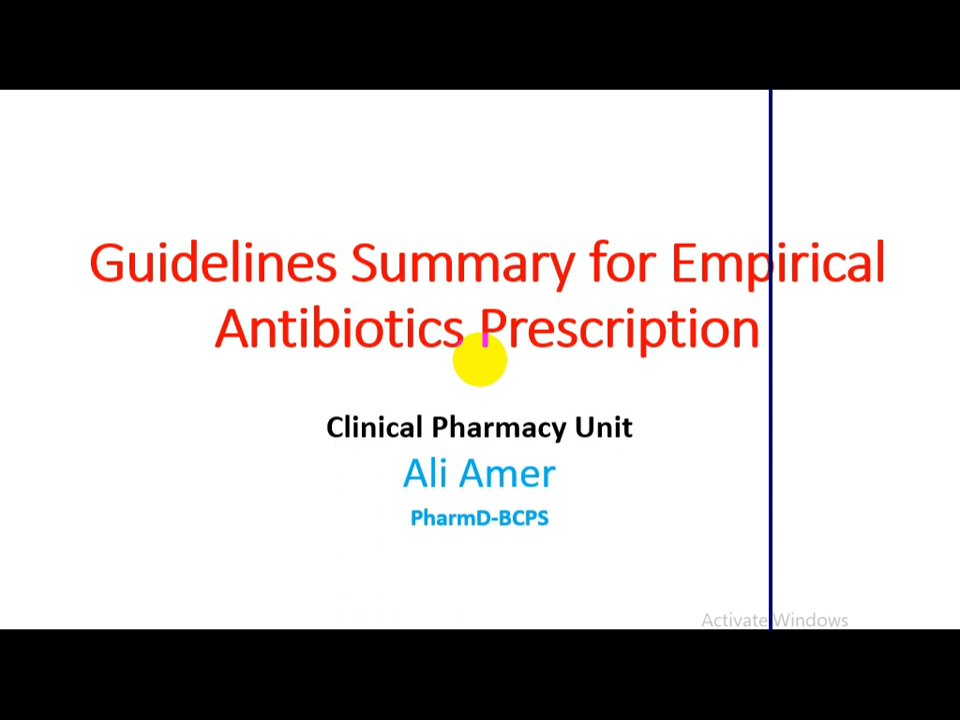 Guidelines Summary for Empirical
Antibiotics Prescription
Clinical Pharmacy Unit
Ali Amer
PharmD-BCPS
Activate Windows